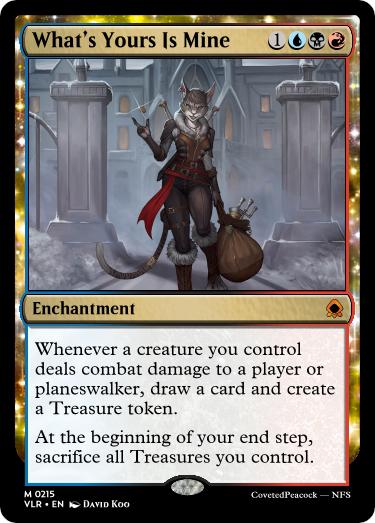 What's Yours Is Mine 1
Enchantment
Whenever a creature you control
deals combat damage to a player or
planeswalker, draw a card and create
a Treasure token.
At the beginning of your end step,
sacrifice all Treasures you control.
M 0215
VLR • EN DAVID KOO
COVETEDPEACOCK — NFS